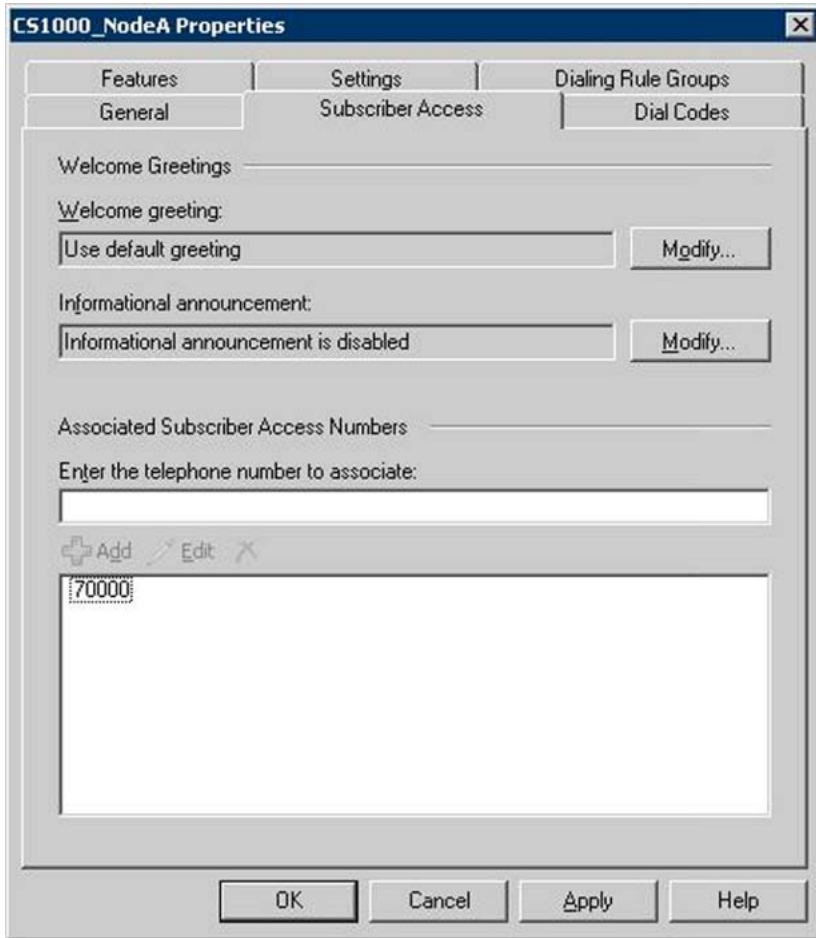 CS1000_NodeA Properties
Features Settings Dialing Rule Groups
General Subscriber Access Dial Codes
Welcome Greetings
Welcome greeting:
Use default greeting Modify...
Informational announcement:
Informational announcement is disabled Modify...
Associated Subscriber Access Numbers
Enter the telephone number to associate:
Add Edit
70000
OK Cancel Apply Help